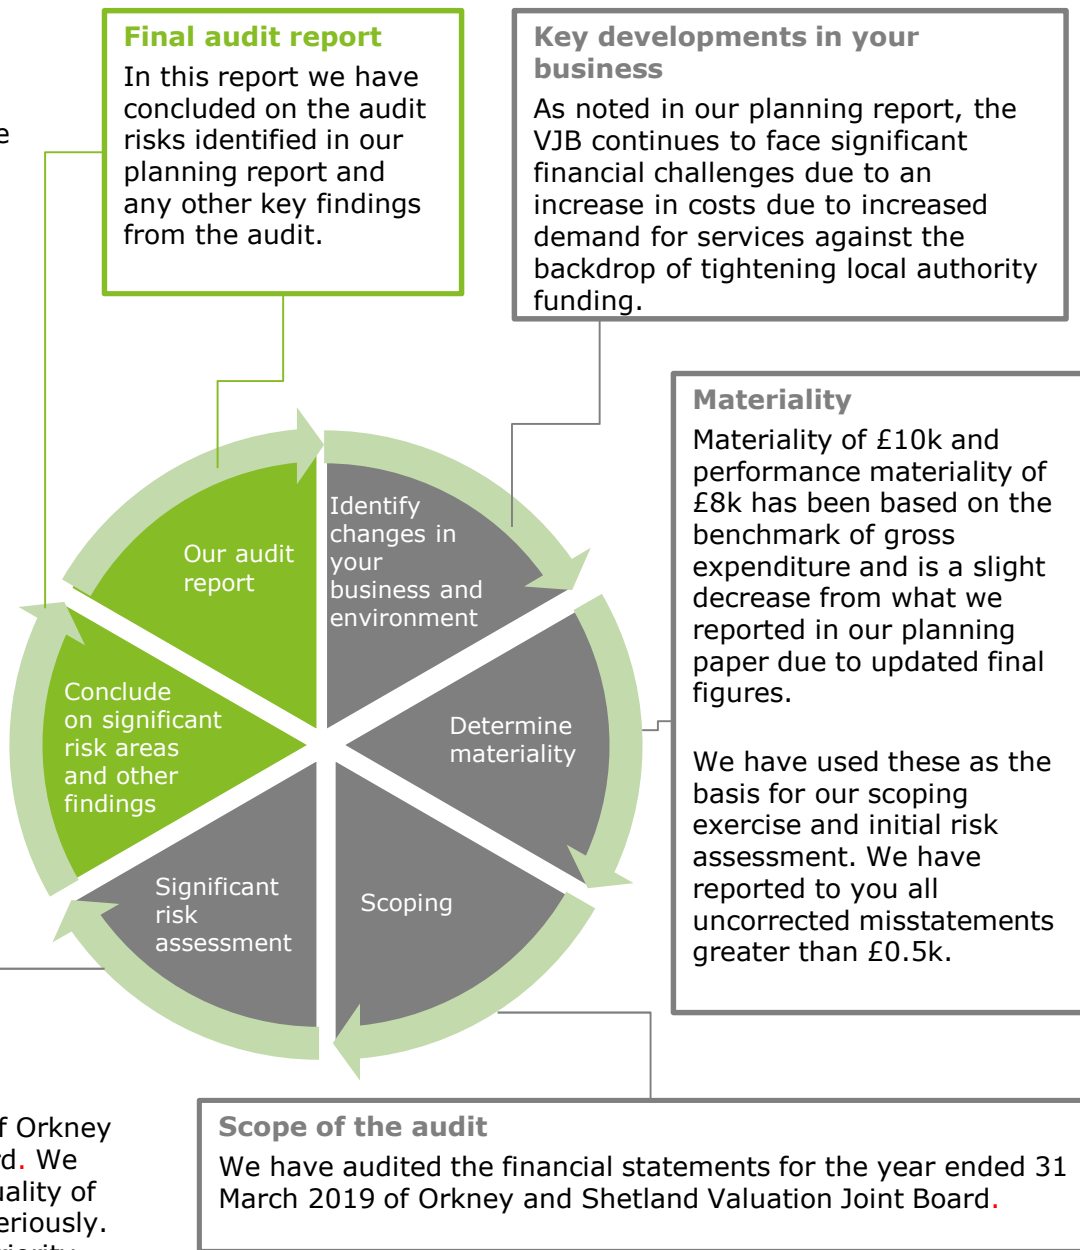 Final audit report
In this report we have
concluded on the audit
risks identified in our
planning report and
any other key findings
from the audit.
Key developments in your
business
As noted in our planning report, the
VJB continues to face significant
financial challenges due to an
increase in costs due to increased
demand for services against the
backdrop of tightening local authority
funding.
Materiality
Materiality of £10k and
performance materiality of
£8k has been based on the
benchmark of gross
expenditure and is a slight
decrease from what we
reported in our planning
paper due to updated final
figures.
We have used these as the
basis for our scoping
exercise and initial risk
assessment. We have
reported to you all
uncorrected misstatements
greater than £0.5k.
Identify
changes in
your
business and
environment
Determine
materiality
Scoping
Significant
risk
assessment
Conclude
on significant
risk areas
and other
findings
Our audit
report
Scope of the audit
We have audited the financial statements for the year ended 31
March 2019 of Orkney and Shetland Valuation Joint Board.
Orkney
We